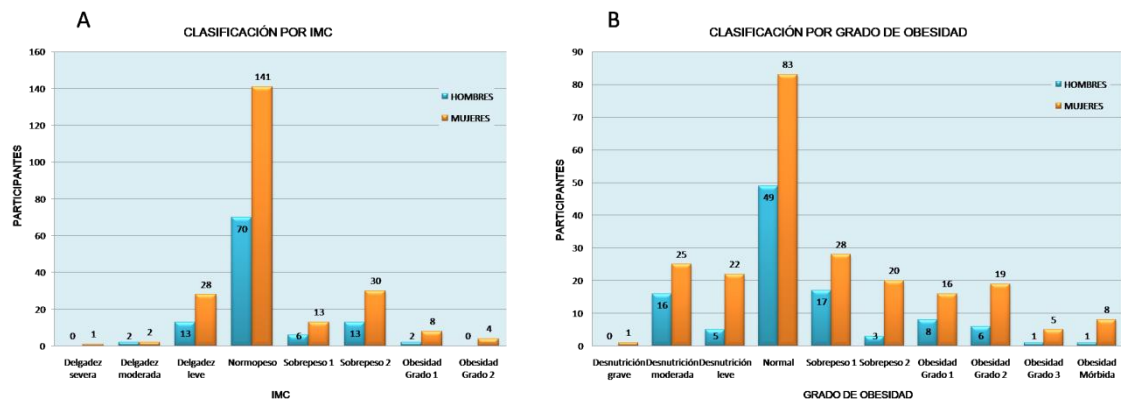 A
CLASIFICACIÓN POR IMC
160
140
120
100
80
60
40
20
0
PARTICIPANTES
HOMBRES
MUJERES
0 1 2 2 13 28 70 141 6 13 13 30 2 8 0 4
Delgadez Delgadez Delgadez Normopeso Sobrepeso 1 Sobrepeso 2 Obesidad Obesidad
severa moderada leve Grado 1 Grado 2
IMC
B
CLASIFICACIÓN POR GRADO DE OBESIDAD
90
80
70
60
50
40
30
20
10
0
PARTICIPANTES
HOMBRES
MUJERES
0 1 16 25 5 22 49 83 17 28 3 20 8 16 6 19 1 5 1 8
Desnutrición Desnutrición Desnutrición Normal Sobrepeso 1 Sobrepeso 2 Obesidad Obesidad Obesidad Obesidad
grave moderada leve Grado 1 Grado 2 Grado 3 Mórbida
GRADO DE OBESIDAD